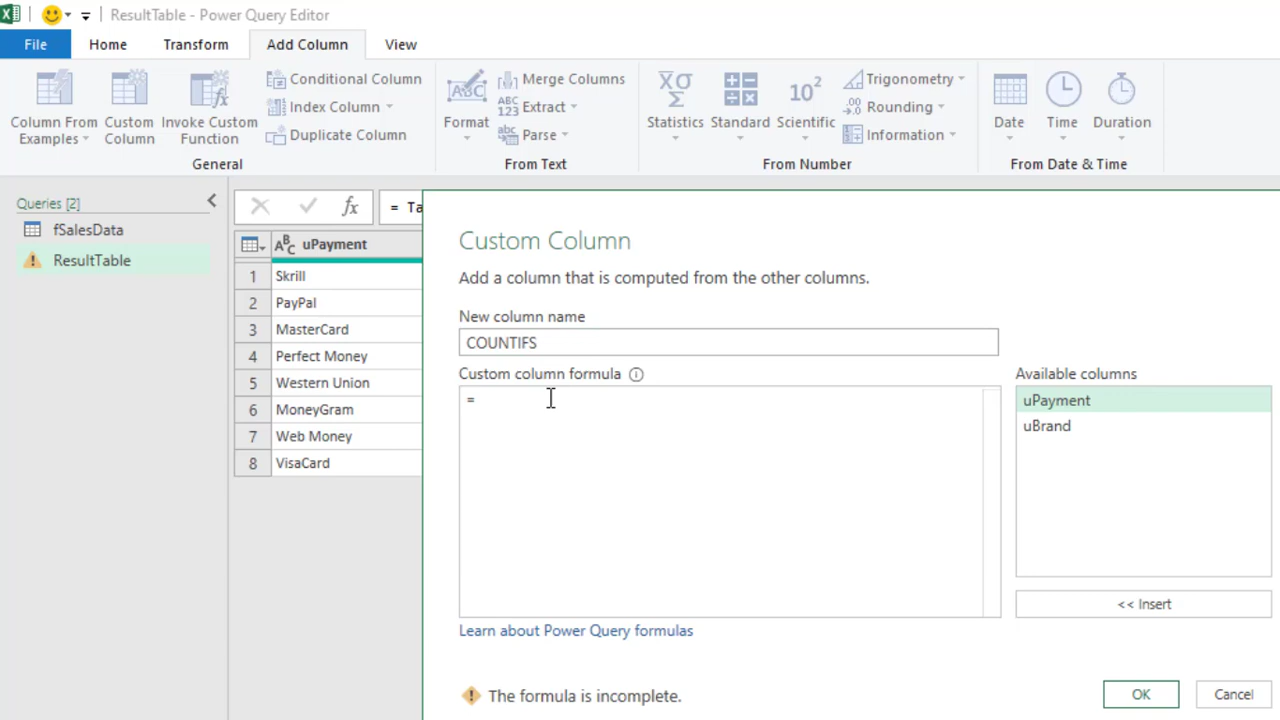 ResultTable - Power Query Editor
File Home Transform Add Column View
Column From Examples
Custom Column
Invoke Custom Function
Conditional Column
Index Column
Duplicate Column
General
Format
Merge Columns
Extract
Parse
From Text
Statistics
Standard
Scientific
Trigonometry
Rounding
Information
From Number
Date
Time
Duration
From Date & Time
Queries [2]
fSalesData
ResultTable
fx = Ta
uPayment
1 Skrill
2 PayPal
3 MasterCard
4 Perfect Money
5 Western Union
6 MoneyGram
7 Web Money
8 VisaCard
Custom Column
Add a column that is computed from the other columns.
New column name
COUNTIFS
Custom column formula
=
Available columns
uPayment
uBrand
<< Insert
Learn about Power Query formulas
The formula is incomplete.
OK Cancel